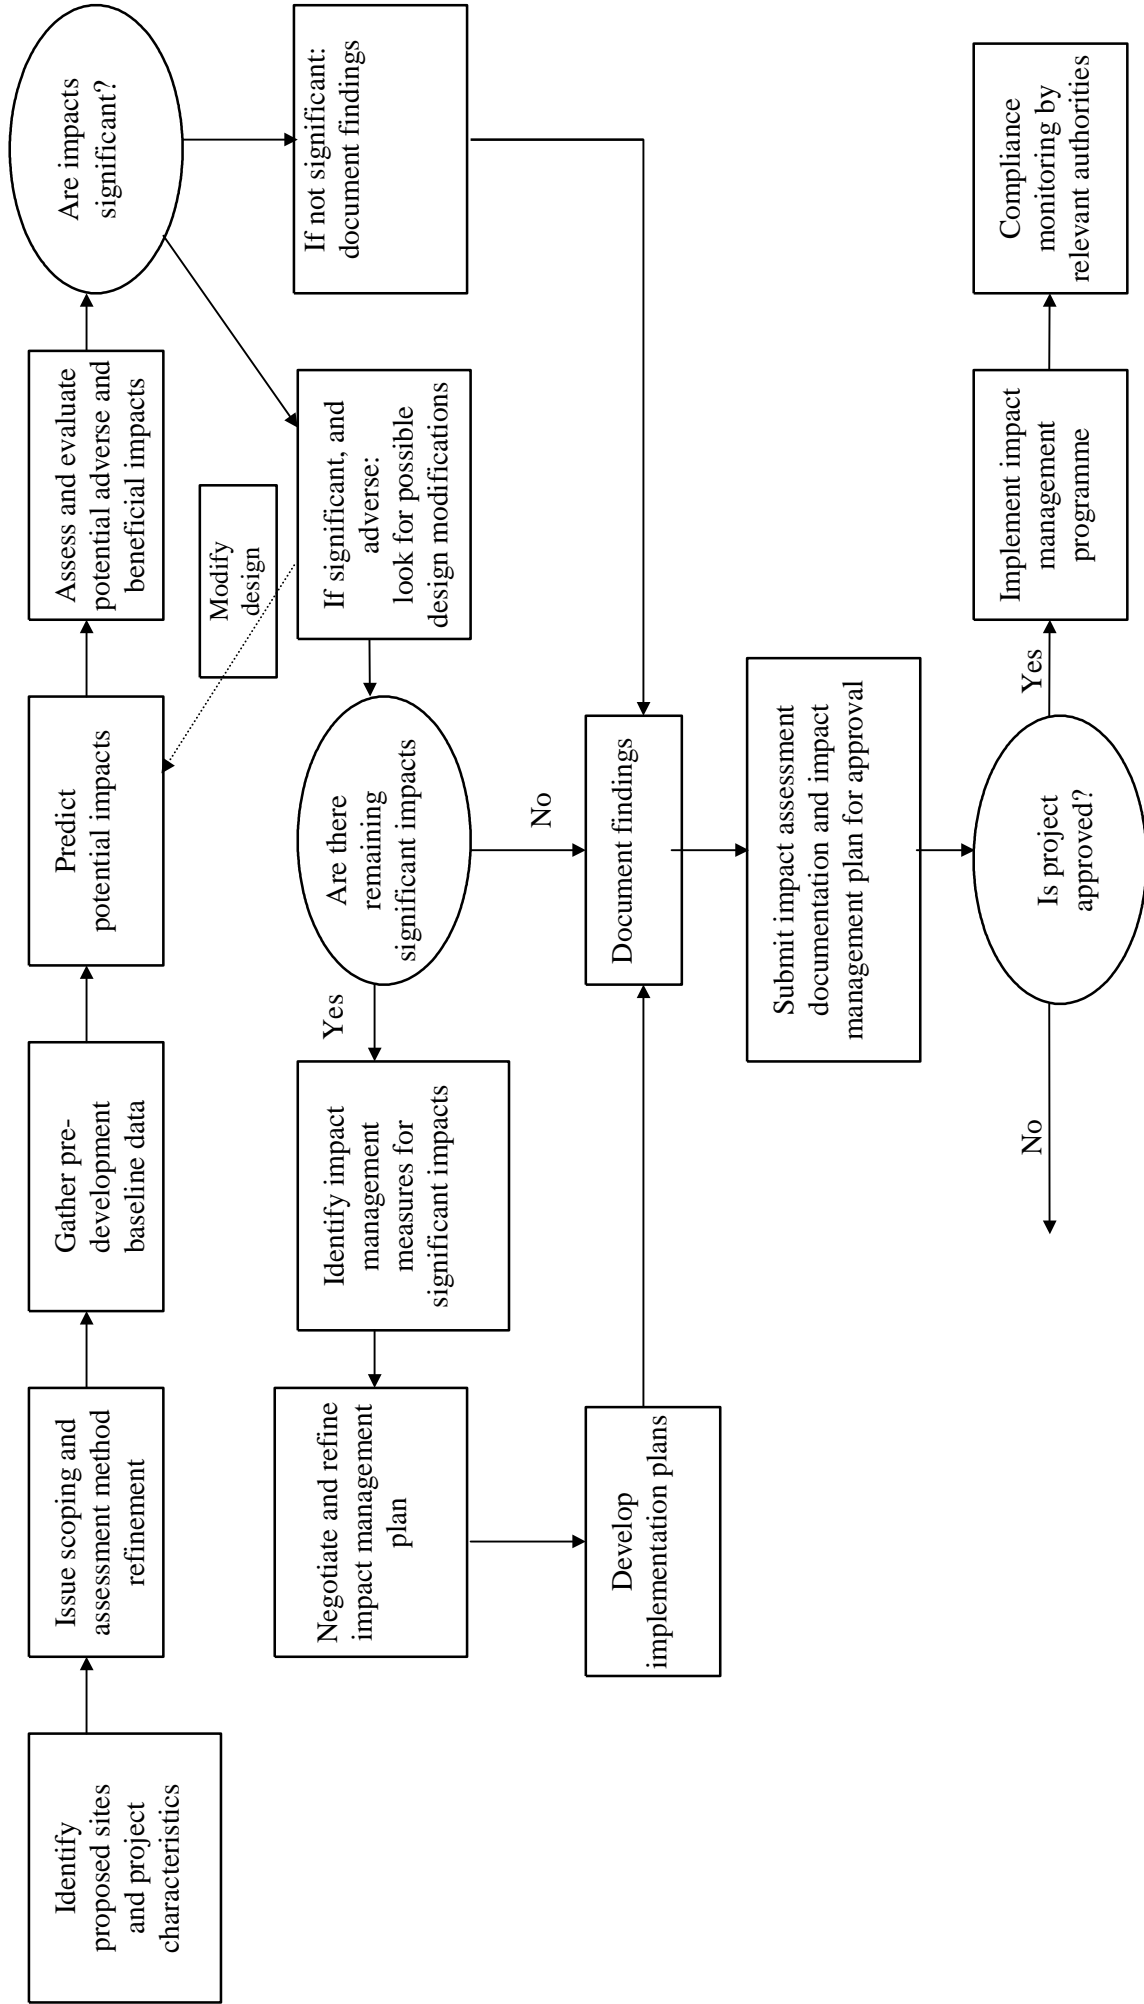 Identify
proposed sites
and project
characteristics
Issue scoping and
assessment method
refinement
Gather pre-
development
baseline data
Predict
potential impacts
Assess and evaluate
potential adverse and
beneficial impacts
Are impacts
significant?
Modify
design
Negotiate and refine
impact management
plan
Identify impact
management
measures for
significant impacts
Yes
Are there
remaining
significant impacts
If significant, and
adverse:
look for possible
design modifications
If not significant:
document findings
No
Develop
implementation plans
Document findings
Submit impact assessment
documentation and impact
management plan for approval
No
Is project
approved?
Yes
Implement impact
management
programme
Compliance
monitoring by
relevant authorities